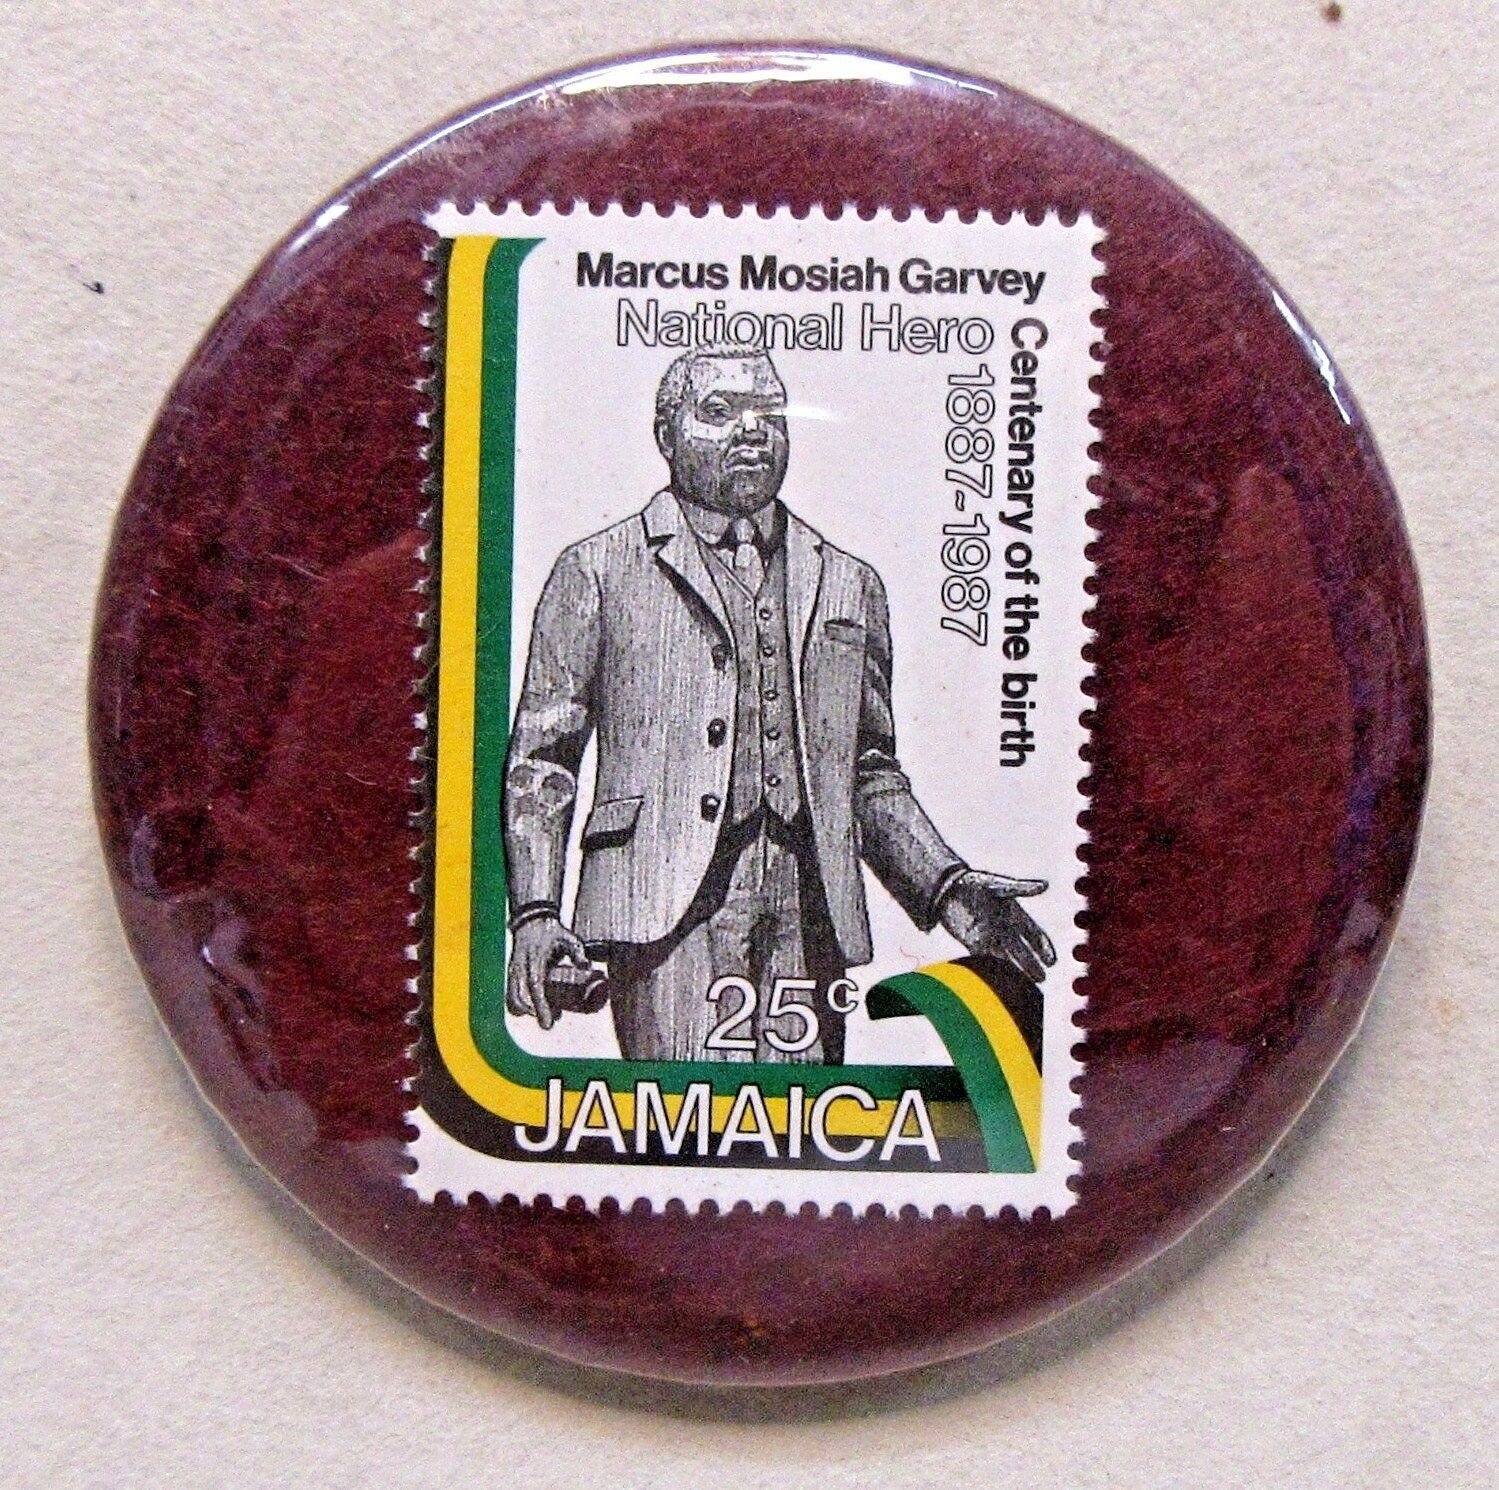 Marcus Mosiah Garvey
National Hero
Centenary of the birth
1887-1987
25c
JAMAICA